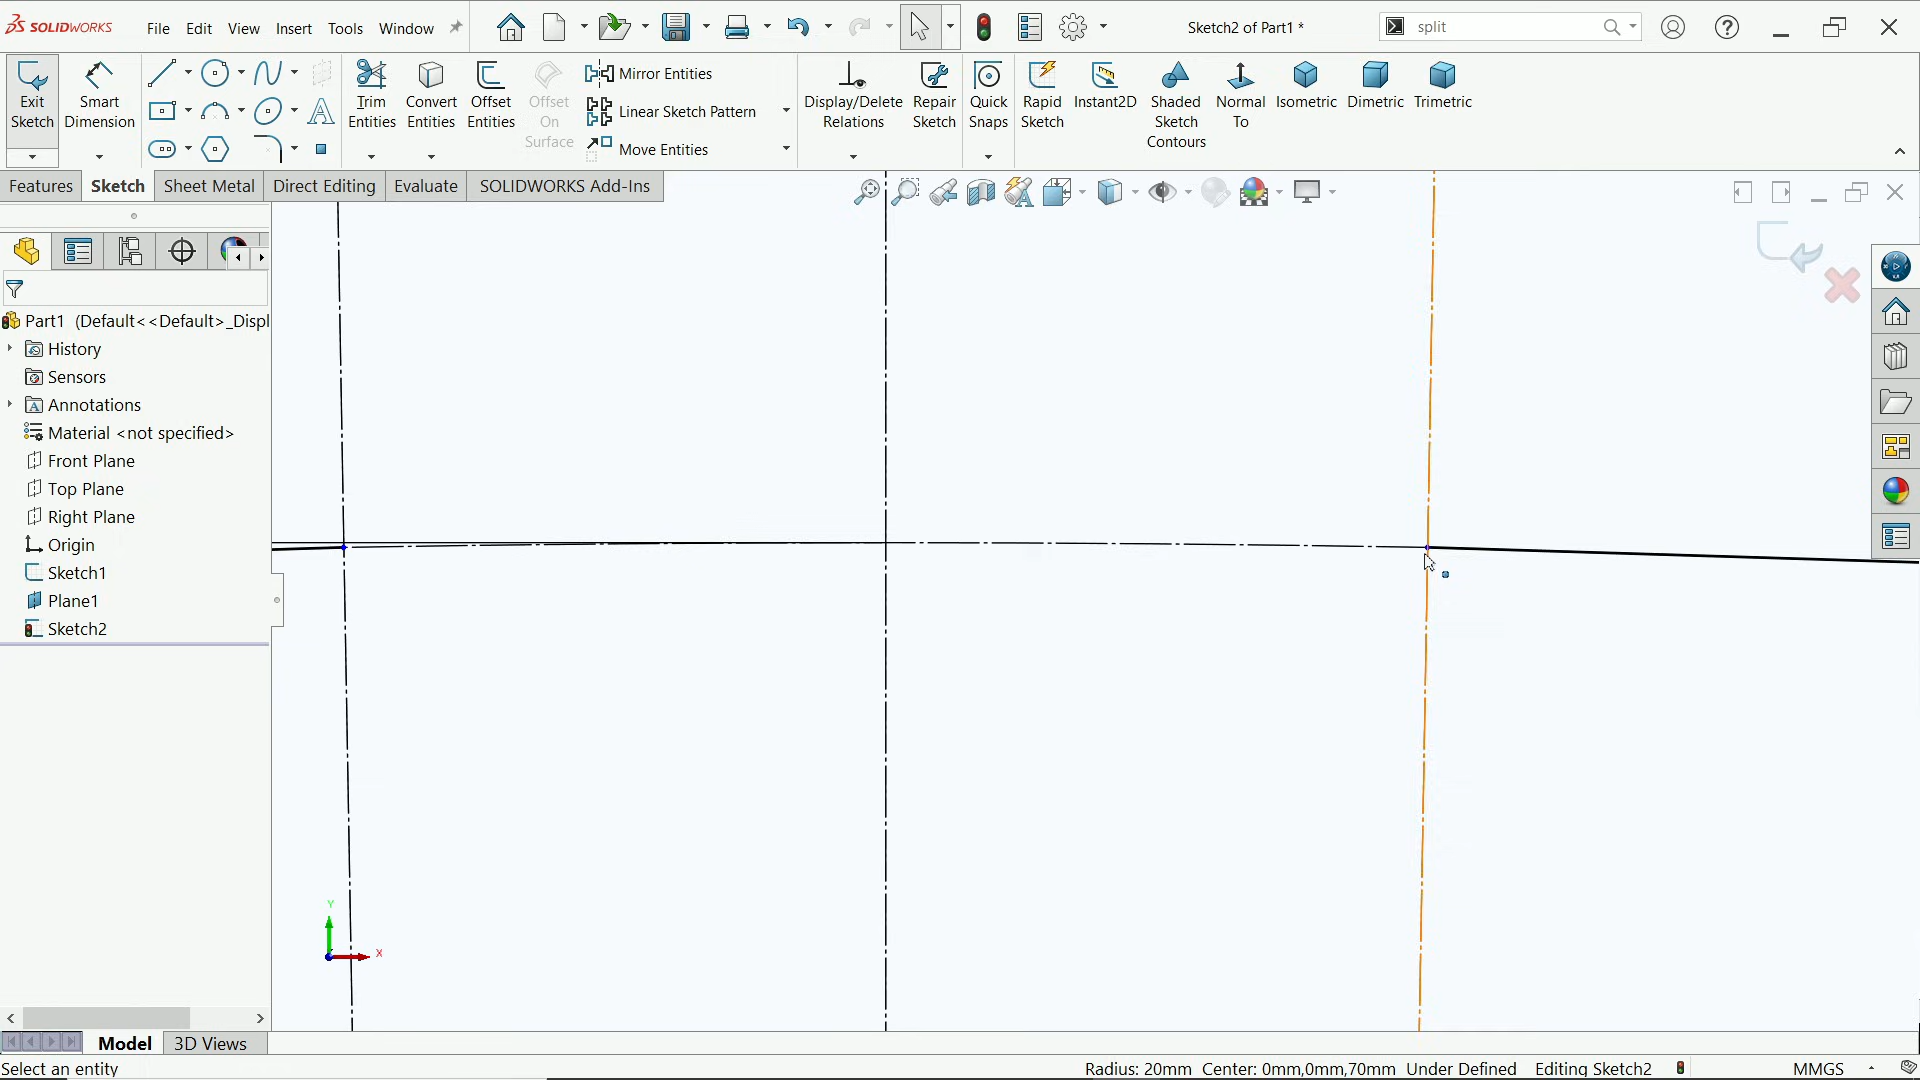 SOLIDWORKS
File Edit View Insert Tools Window
Sketch2 of Part1 *
split
Exit Sketch
Smart Dimension
Trim Entities
Convert Entities
Offset Entities
Offset On Surface
Mirror Entities
Linear Sketch Pattern
Move Entities
Display/Delete Relations
Repair Sketch
Quick Snaps
Rapid Sketch
Instant2D
Shaded Sketch Contours
Normal To
Isometric
Dimetric
Trimetric
Features Sketch Sheet Metal Direct Editing Evaluate SOLIDWORKS Add-Ins
Part1 (Default<<Default>_Displ
History
Sensors
Annotations
Material <not specified>
Front Plane
Top Plane
Right Plane
Origin
Sketch1
Plane1
Sketch2
Y
X
Model 3D Views
Select an entity
Radius: 20mm Center: 0mm,0mm,70mm Under Defined Editing Sketch2 MMGS